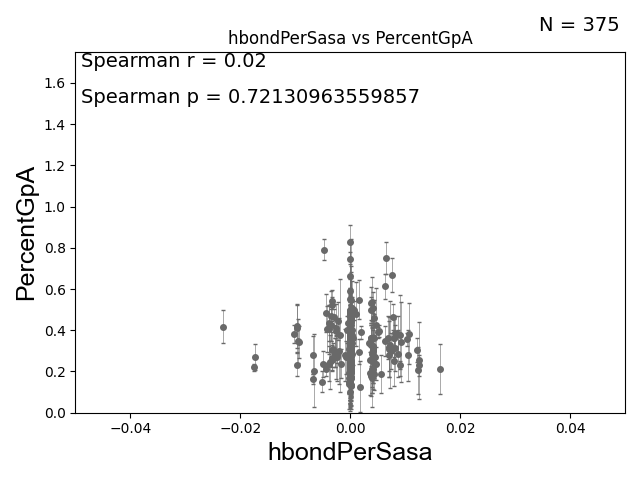 N = 375
hbondPerSasa vs PercentGpA
Spearman r = 0.02
Spearman p = 0.72130963559857
1.6
1.4
1.2
1.0
0.8
0.6
0.4
0.2
0.0
PercentGpA
−0.04
−0.02
0.00
0.02
0.04
hbondPerSasa